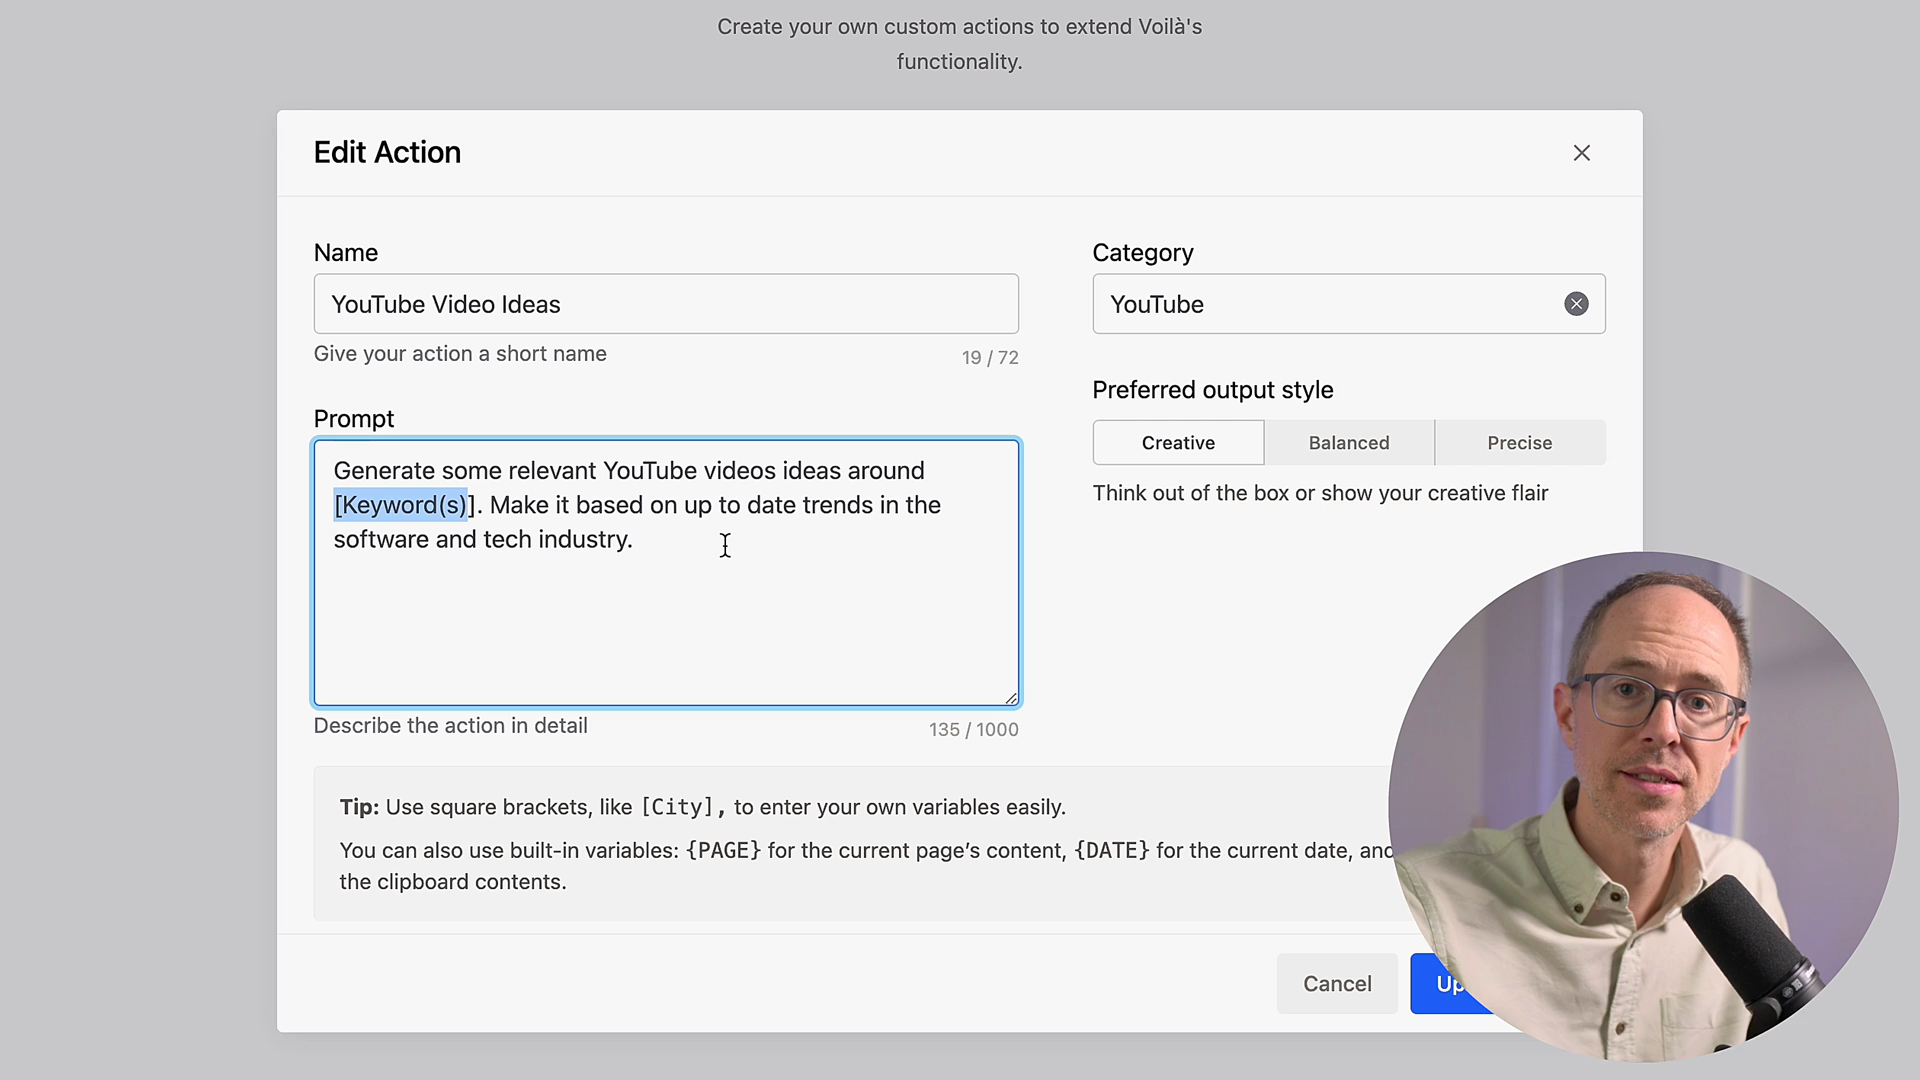 Create your own custom actions to extend Voilà's
functionality.
Edit Action
Name
YouTube Video Ideas
Give your action a short name
19 / 72
Category
YouTube
Preferred output style
Creative
Balanced
Precise
Think out of the box or show your creative flair
Prompt
Generate some relevant YouTube videos ideas around
[Keyword(s)]. Make it based on up to date trends in the
software and tech industry.
Describe the action in detail
135 / 1000
Tip: Use square brackets, like [City], to enter your own variables easily.
You can also use built-in variables: {PAGE} for the current page’s content, {DATE} for the current date, and
the clipboard contents.
Cancel
Up